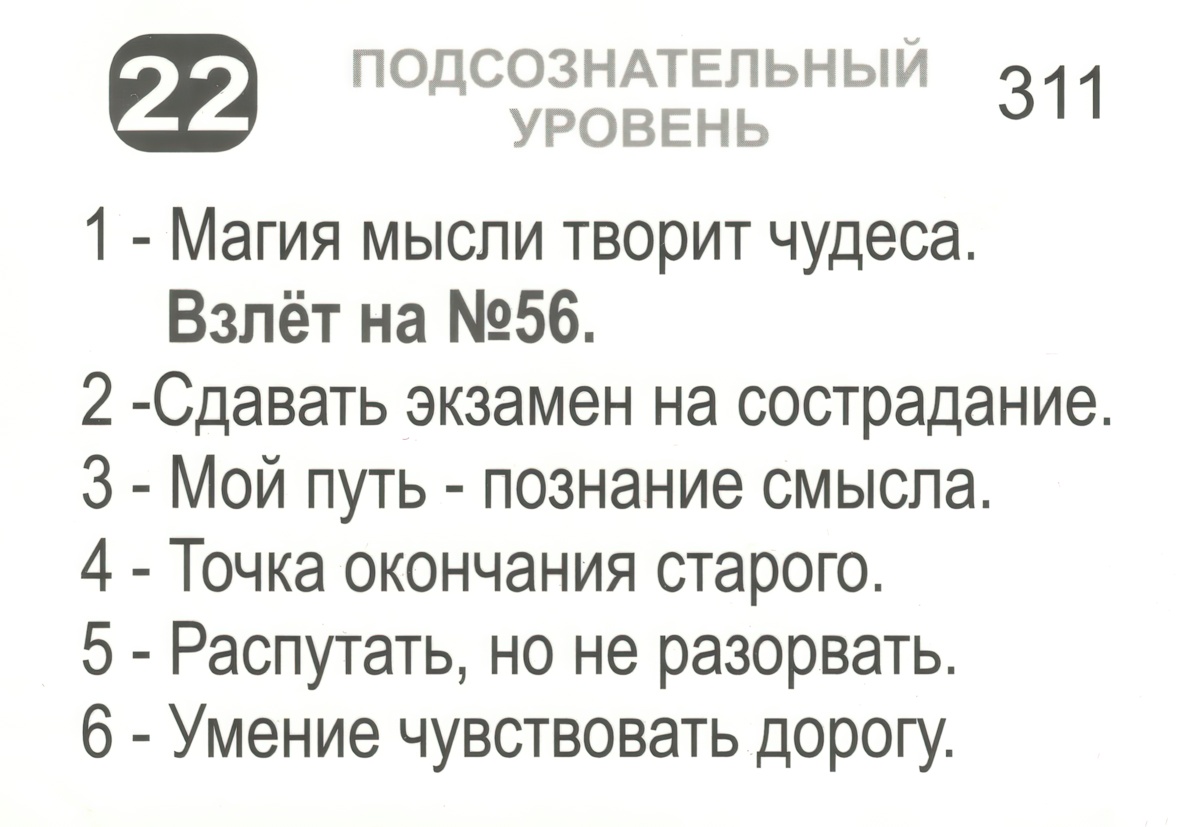 22
ПОДСОЗНАТЕЛЬНЫЙ
УРОВЕНЬ
311
1 - Магия мысли творит чудеса.
Взлёт на №56.
2 -Сдавать экзамен на сострадание.
3 - Мой путь - познание смысла.
4 - Точка окончания старого.
5 - Распутать, но не разорвать.
6 - Умение чувствовать дорогу.